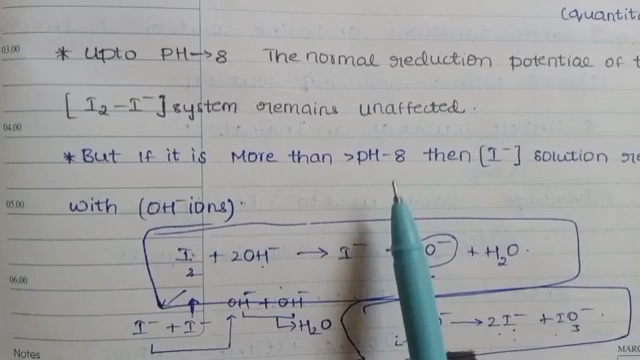 (quantit
03.00 * Upto PH→8 The normal reduction potential of t
[I₂-I⁻] system remains unaffected.
04.00
* But If it is More than >pH-8 then [I⁻] solution re
05.00 with (OH⁻ions).
I₂ + 2OH⁻ → I⁻ O⁻ + H₂O.
06.00
OH⁻ + OH⁻
I⁻ + I⁻ ↳H₂O
→ 2I⁻ + IO₃⁻.
Notes
MARC